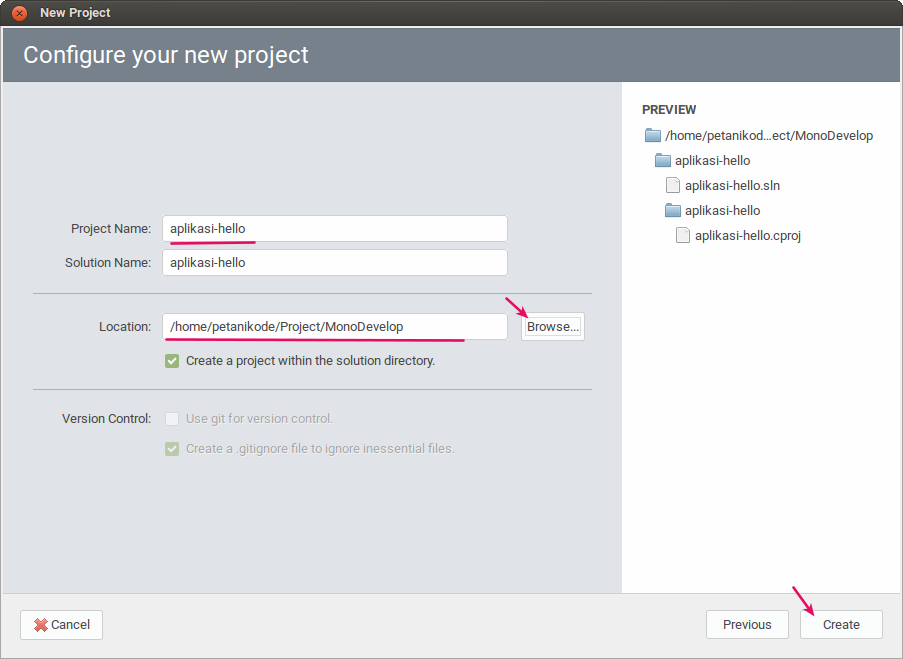 New Project
Configure your new project
Project Name: aplikasi-hello
Solution Name: aplikasi-hello
Location: /home/petanikode/Project/MonoDevelop Browse...
Create a project within the solution directory.
Version Control: Use git for version control.
Create a .gitignore file to ignore inessential files.
PREVIEW
/home/petanikod...ect/MonoDevelop
aplikasi-hello
aplikasi-hello.sln
aplikasi-hello
aplikasi-hello.cproj
Cancel Previous Create